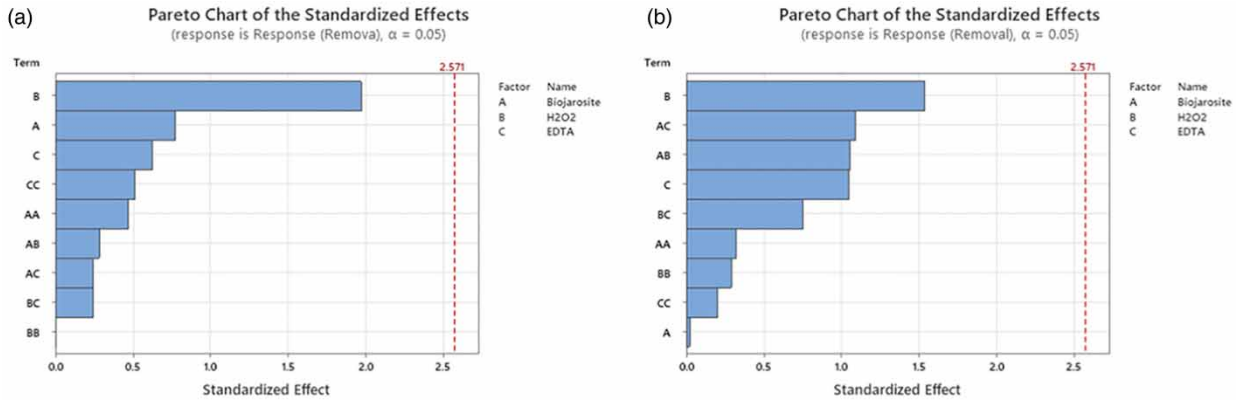 (a)
Pareto Chart of the Standardized Effects
(response is Response (Remova), α = 0.05)
Term
2.571
B
A
C
CC
AA
AB
AC
BC
BB
0.0 0.5 1.0 1.5 2.0 2.5
Standardized Effect
Factor Name
A Biojarosite
B H2O2
C EDTA
(b)
Pareto Chart of the Standardized Effects
(response is Response (Removal), α = 0.05)
Term
2.571
B
AC
AB
C
BC
AA
BB
CC
A
0.0 0.5 1.0 1.5 2.0 2.5
Standardized Effect
Factor Name
A Biojarosite
B H2O2
C EDTA